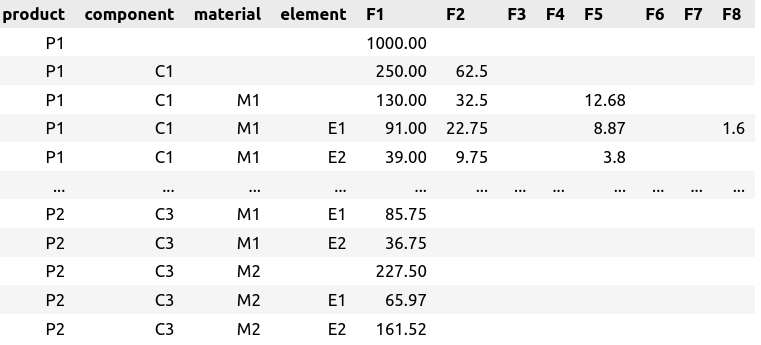 product component material element F1 F2 F3 F4 F5 F6 F7 F8
P1 1000.00
P1 C1 250.00 62.5
P1 C1 M1 130.00 32.5 12.68
P1 C1 M1 E1 91.00 22.75 8.87 1.6
P1 C1 M1 E2 39.00 9.75 3.8
... ... ... ... ... ... ... ... ... ... ... ...
P2 C3 M1 E1 85.75
P2 C3 M1 E2 36.75
P2 C3 M2 227.50
P2 C3 M2 E1 65.97
P2 C3 M2 E2 161.52